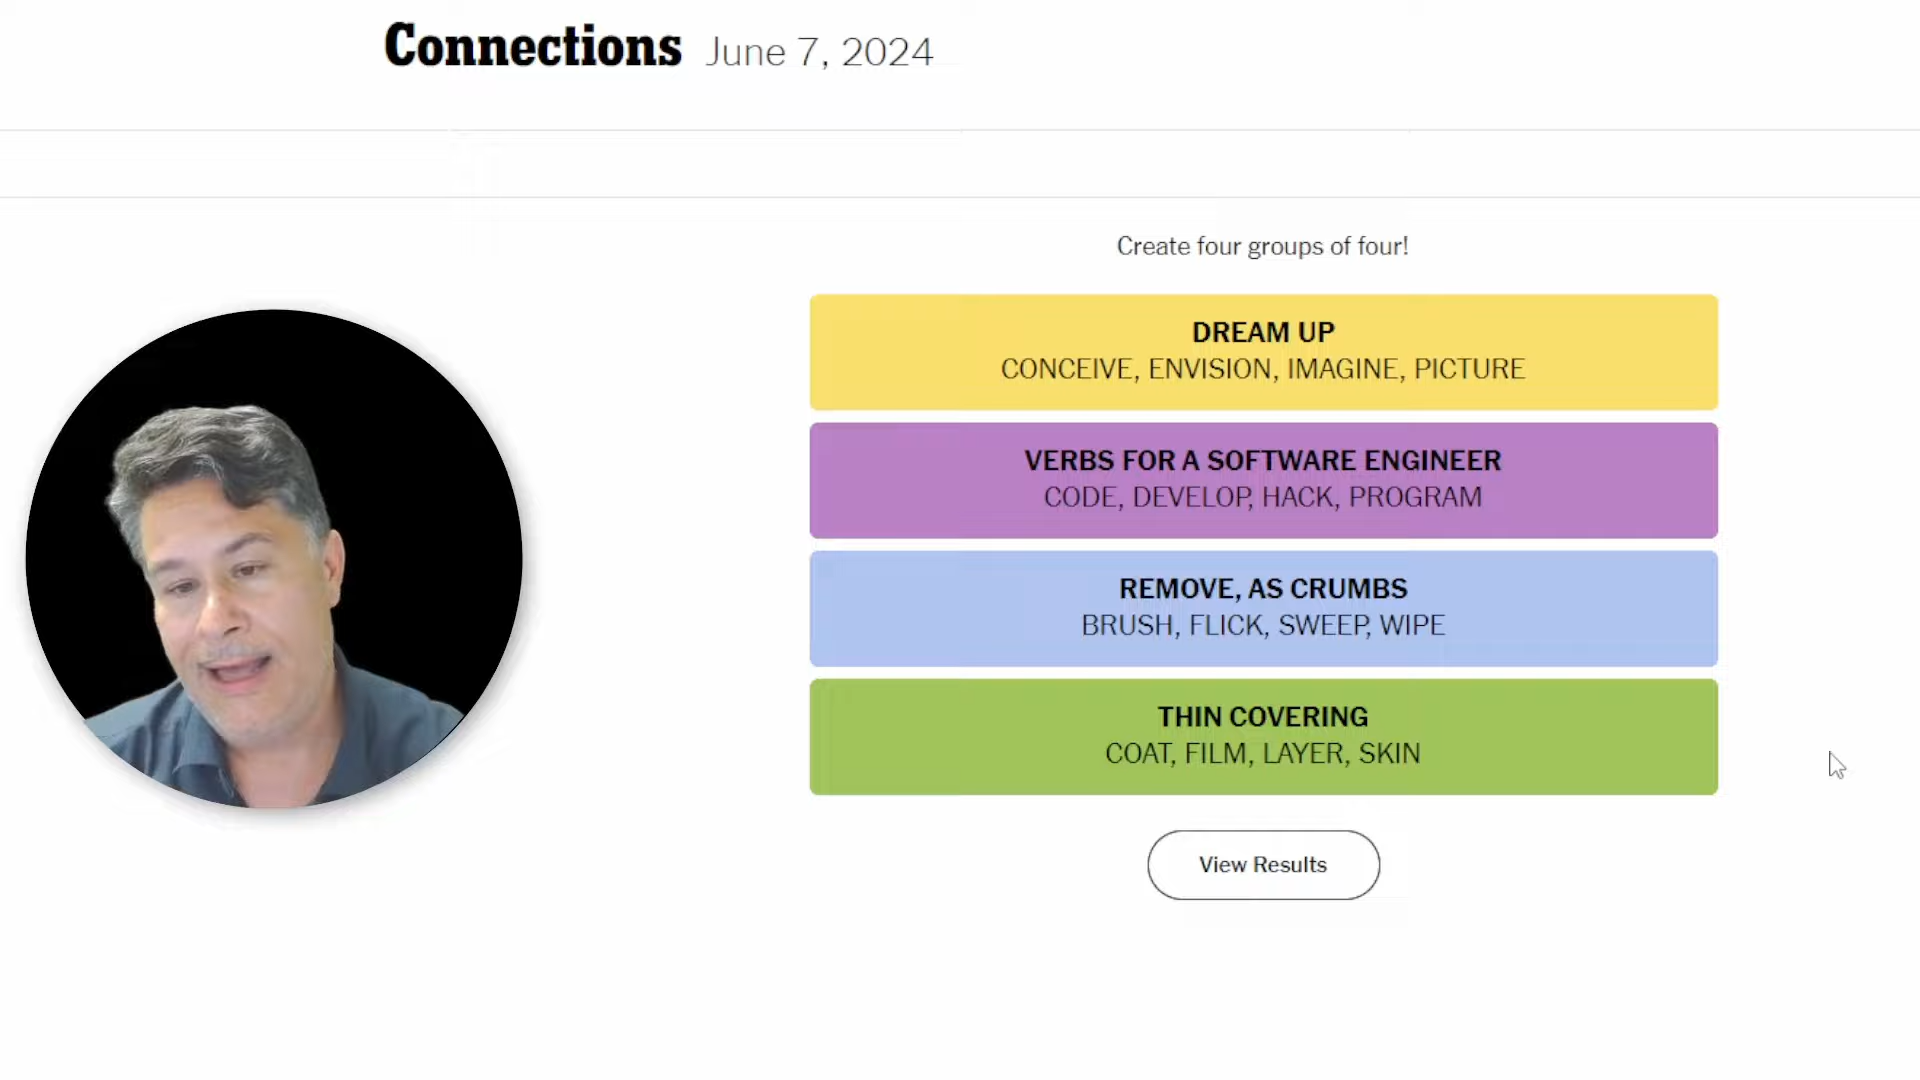 Connections June 7, 2024
Create four groups of four!
DREAM UP
CONCEIVE, ENVISION, IMAGINE, PICTURE
VERBS FOR A SOFTWARE ENGINEER
CODE, DEVELOP, HACK, PROGRAM
REMOVE, AS CRUMBS
BRUSH, FLICK, SWEEP, WIPE
THIN COVERING
COAT, FILM, LAYER, SKIN
View Results